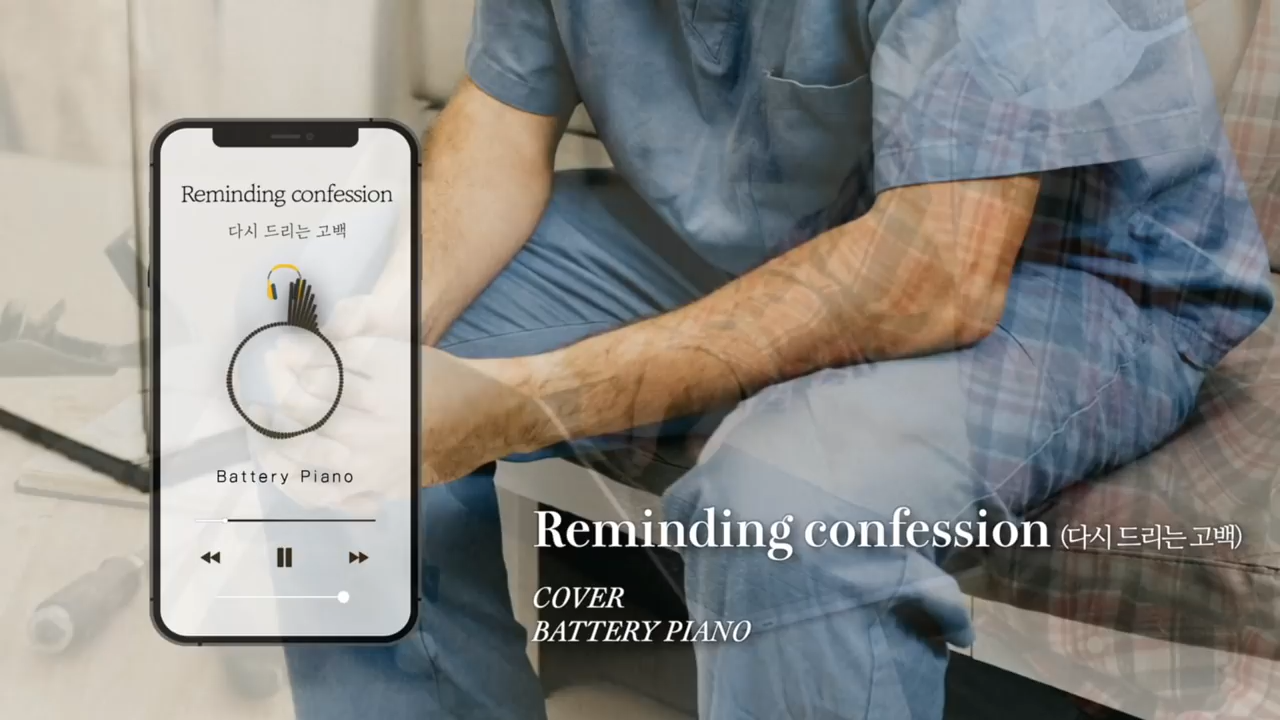 Reminding confession
다시 드리는 고백
Battery Piano
Reminding confession (다시 드리는 고백)
COVER
BATTERY PIANO